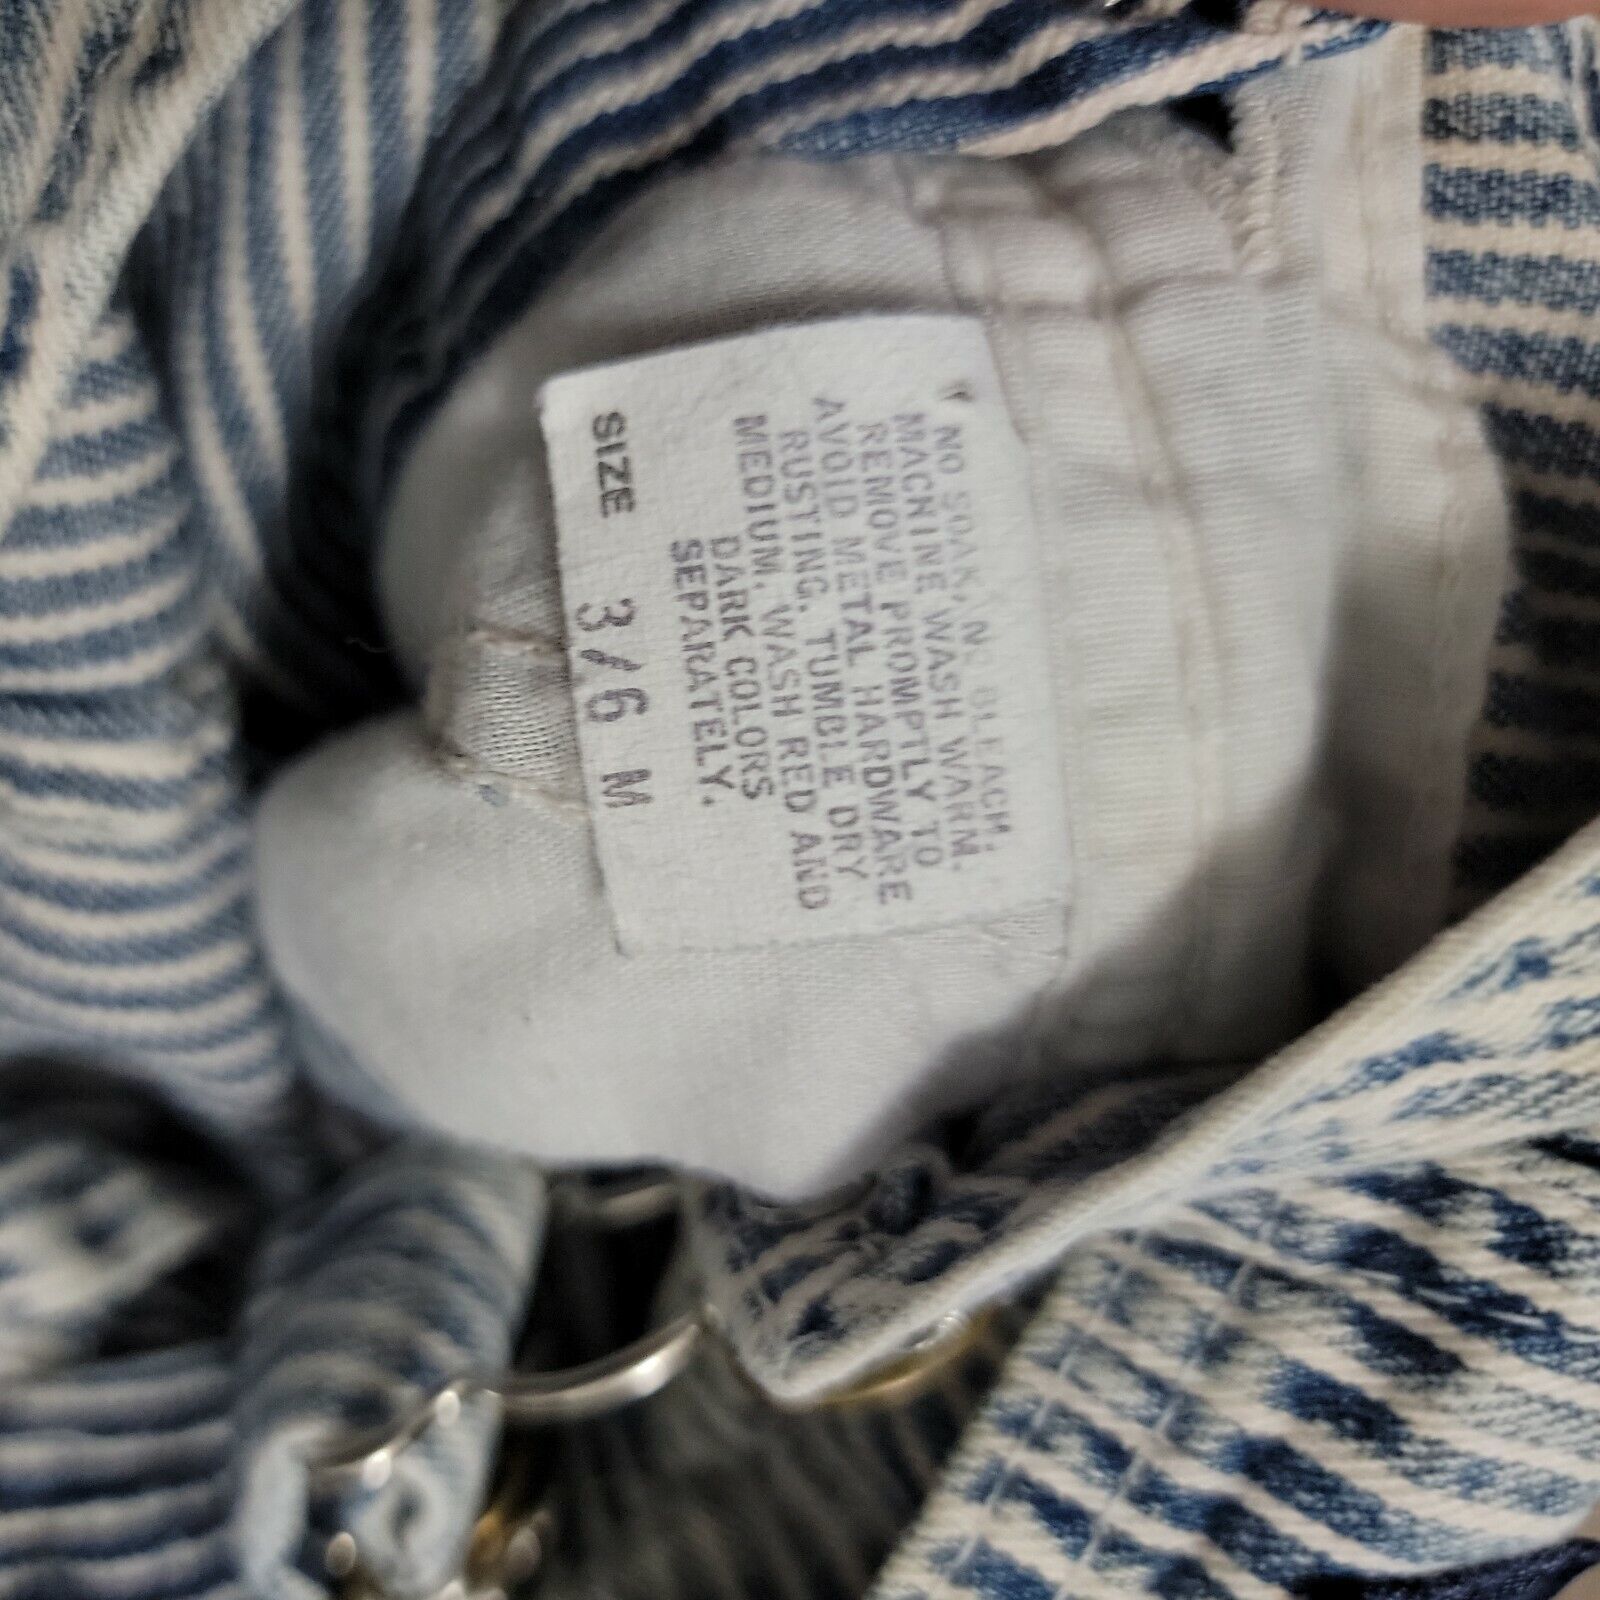 NO SOAK, NO BLEACH.
MACKINE WASH WARM.
REMOVE PROMPTLY TO
AVOID METAL HARDWARE
RUSTING. TUMBLE DRY
MEDIUM. WASH RED AND
DARK COLORS
SEPARATELY.
SIZE 3/6 M